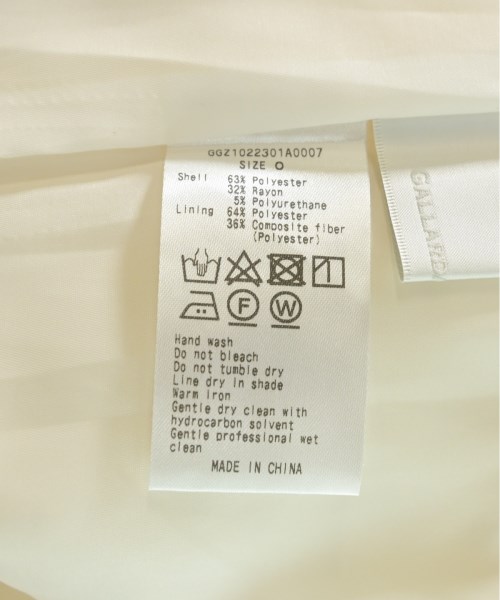 GGZ1022301A0007
SIZE O
Shell 63% Polyester
32% Rayon
5% Polyurethane
Lining 64% Polyester
36% Composite fiber
(Polyester)
F W
Hand wash
Do not bleach
Do not tumble dry
Line dry in shade
Warm iron
Gentle dry clean with
hydrocarbon solvent
Gentle professional wet
clean
MADE IN CHINA